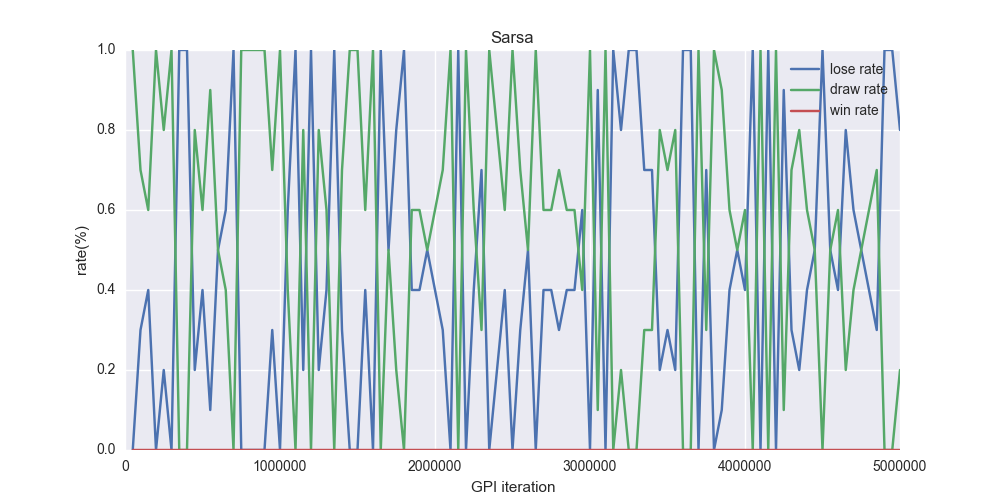 Sarsa
1.0
0.8
0.6
0.4
0.2
0.0
rate(%)
lose rate
draw rate
win rate
0 1000000 2000000 3000000 4000000 5000000
GPI iteration